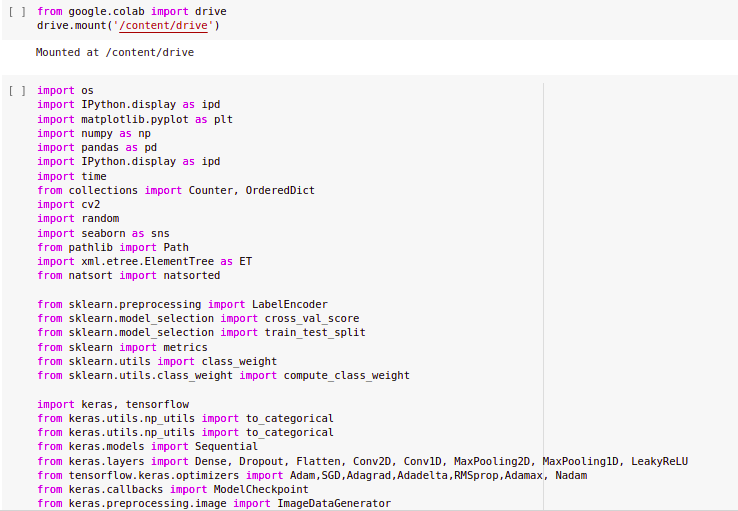 [ ] from google.colab import drive
drive.mount('/content/drive')
Mounted at /content/drive
[ ] import os
import IPython.display as ipd
import matplotlib.pyplot as plt
import numpy as np
import pandas as pd
import IPython.display as ipd
import time
from collections import Counter, OrderedDict
import cv2
import random
import seaborn as sns
from pathlib import Path
import xml.etree.ElementTree as ET
from natsort import natsorted
from sklearn.preprocessing import LabelEncoder
from sklearn.model_selection import cross_val_score
from sklearn.model_selection import train_test_split
from sklearn import metrics
from sklearn.utils import class_weight
from sklearn.utils.class_weight import compute_class_weight
import keras, tensorflow
from keras.utils.np_utils import to_categorical
from keras.utils.np_utils import to_categorical
from keras.models import Sequential
from keras.layers import Dense, Dropout, Flatten, Conv2D, Conv1D, MaxPooling2D, MaxPooling1D, LeakyReLU
from tensorflow.keras.optimizers import Adam,SGD,Adagrad,Adadelta,RMSprop,Adamax, Nadam
from keras.callbacks import ModelCheckpoint
from keras.preprocessing.image import ImageDataGenerator